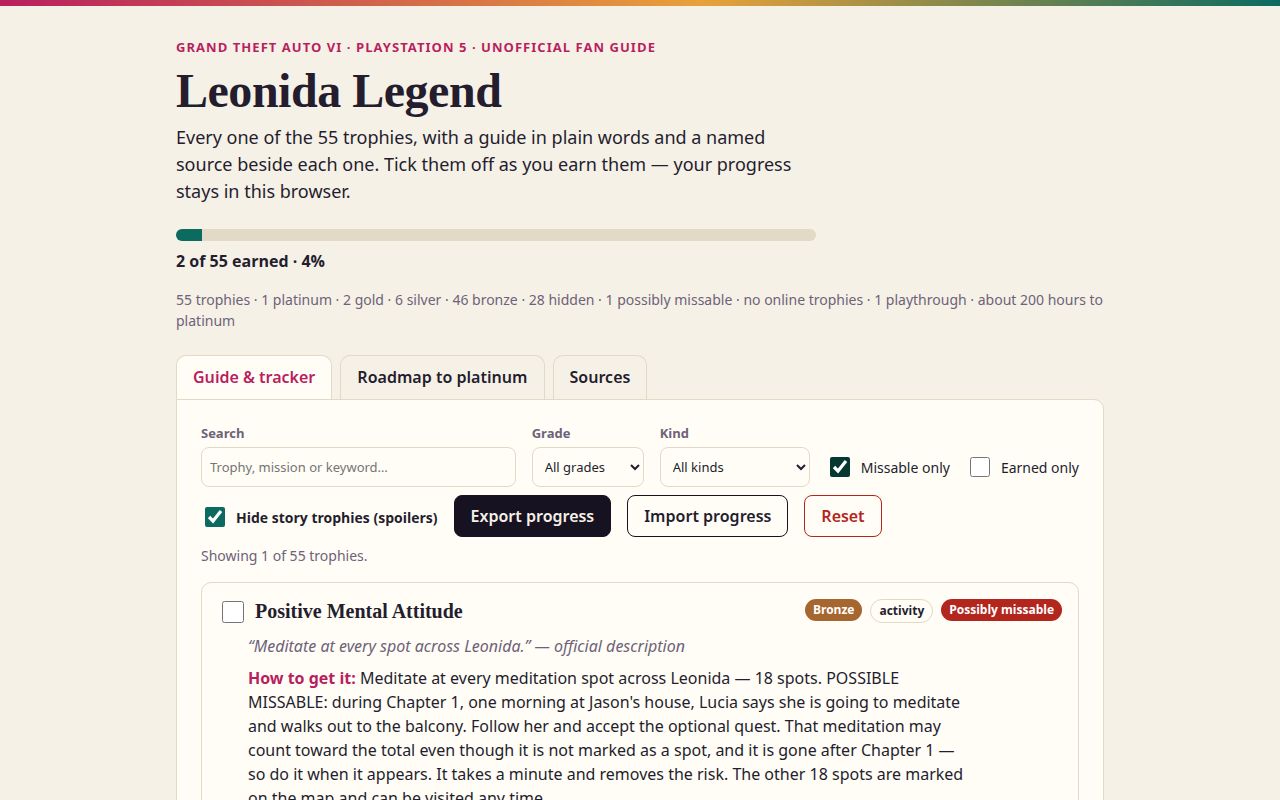 GRAND THEFT AUTO VI · PLAYSTATION 5 · UNOFFICIAL FAN GUIDE
Leonida Legend
Every one of the 55 trophies, with a guide in plain words and a named
source beside each one. Tick them off as you earn them — your progress
stays in this browser.
2 of 55 earned · 4%
55 trophies · 1 platinum · 2 gold · 6 silver · 46 bronze · 28 hidden · 1 possibly missable · no online trophies · 1 playthrough · about 200 hours to
platinum
Guide & tracker
Roadmap to platinum
Sources
Search
Grade
Kind
Trophy, mission or keyword...
All grades
All kinds
Missable only
Earned only
Hide story trophies (spoilers)
Export progress
Import progress
Reset
Showing 1 of 55 trophies.
Positive Mental Attitude
Bronze
activity
Possibly missable
“Meditate at every spot across Leonida.” — official description
How to get it: Meditate at every meditation spot across Leonida — 18 spots. POSSIBLE
MISSABLE: during Chapter 1, one morning at Jason's house, Lucia says she is going to meditate
and walks out to the balcony. Follow her and accept the optional quest. That meditation may
count toward the total even though it is not marked as a spot, and it is gone after Chapter 1 —
so do it when it appears. It takes a minute and removes the risk. The other 18 spots are marked
on the map and can be visited any time.